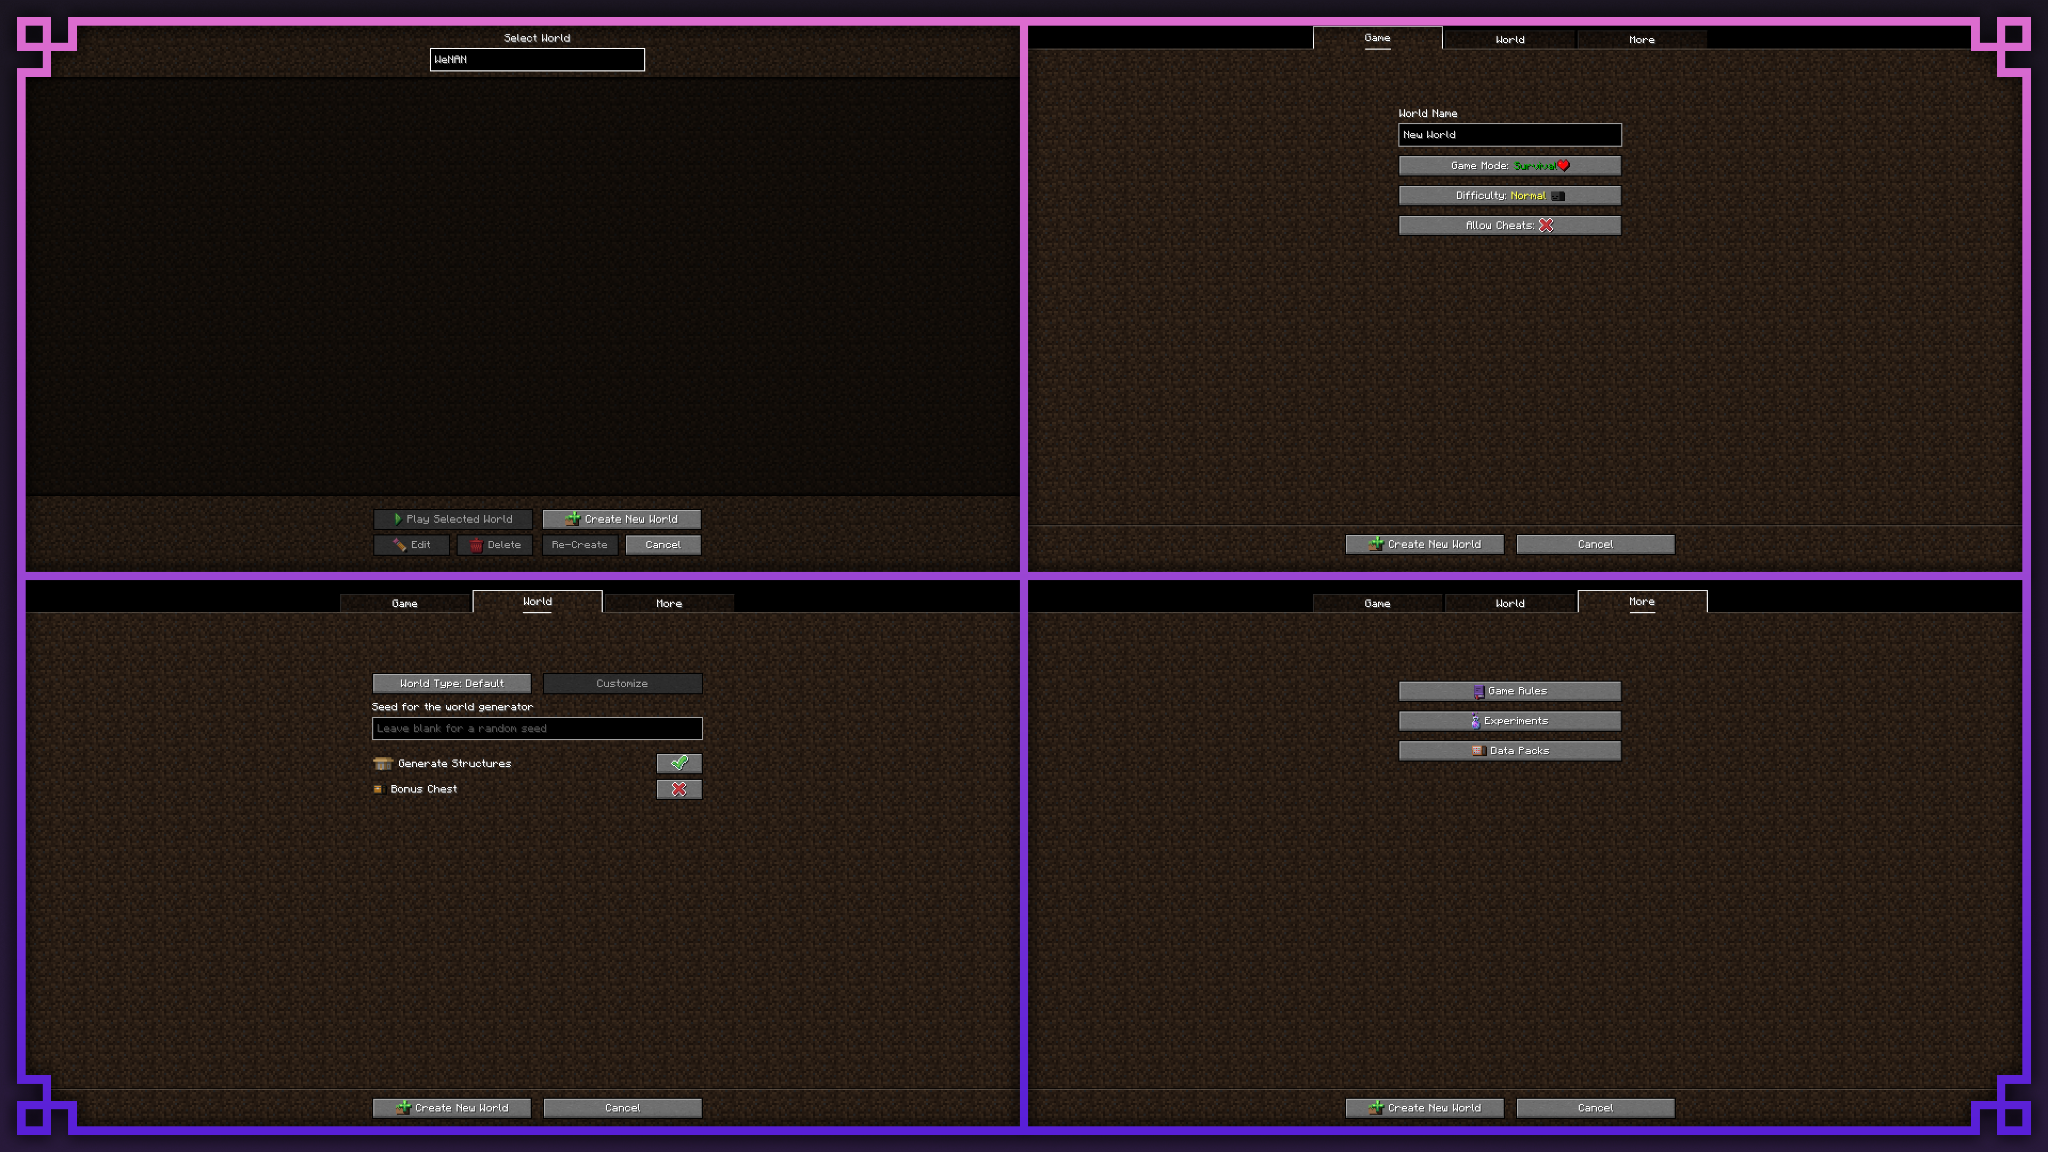 Select World
WeNAN
Play Selected World
Create New World
Edit
Delete
Re-Create
Cancel
Game
World
More
World Name
New World
Game Mode: Survival
Difficulty: Normal
Allow Cheats:
Create New World
Cancel
Game
World
More
World Type: Default
Customize
Seed for the world generator
Leave blank for a random seed
Generate Structures
Bonus Chest
Create New World
Cancel
Game
World
More
Game Rules
Experiments
Data Packs
Create New World
Cancel